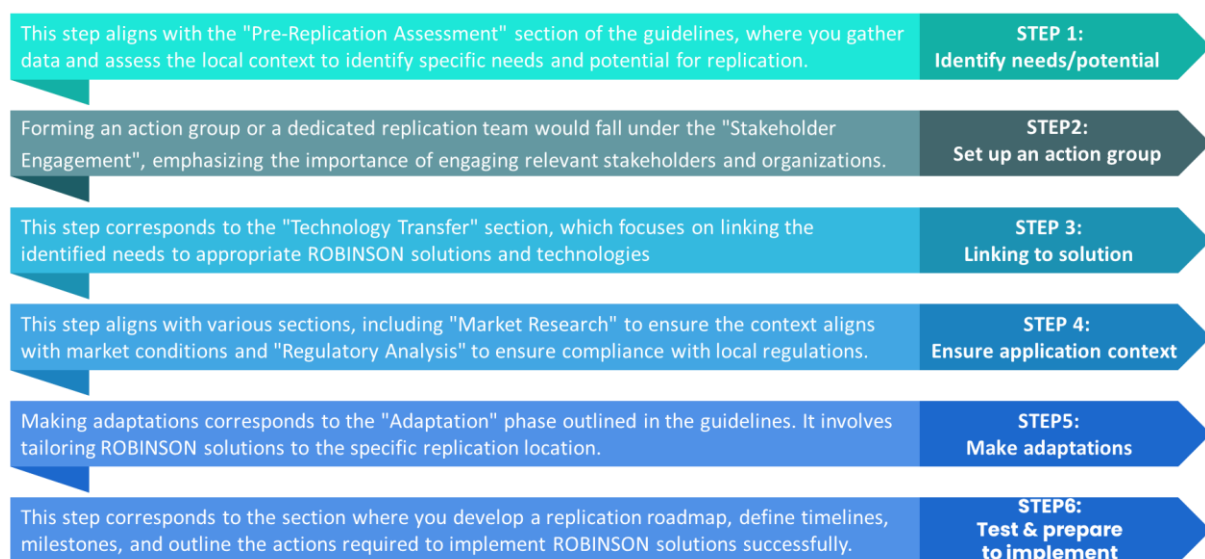 This step aligns with the "Pre-Replication Assessment" section of the guidelines, where you gather
data and assess the local context to identify specific needs and potential for replication.
STEP 1:
Identify needs/potential
Forming an action group or a dedicated replication team would fall under the "Stakeholder
Engagement", emphasizing the importance of engaging relevant stakeholders and organizations.
STEP2:
Set up an action group
This step corresponds to the "Technology Transfer" section, which focuses on linking the
identified needs to appropriate ROBINSON solutions and technologies
STEP 3:
Linking to solution
This step aligns with various sections, including "Market Research" to ensure the context aligns
with market conditions and "Regulatory Analysis" to ensure compliance with local regulations.
STEP 4:
Ensure application context
Making adaptations corresponds to the "Adaptation" phase outlined in the guidelines. It involves
tailoring ROBINSON solutions to the specific replication location.
STEP5:
Make adaptations
This step corresponds to the section where you develop a replication roadmap, define timelines,
milestones, and outline the actions required to implement ROBINSON solutions successfully.
STEP6:
Test & prepare
to implement